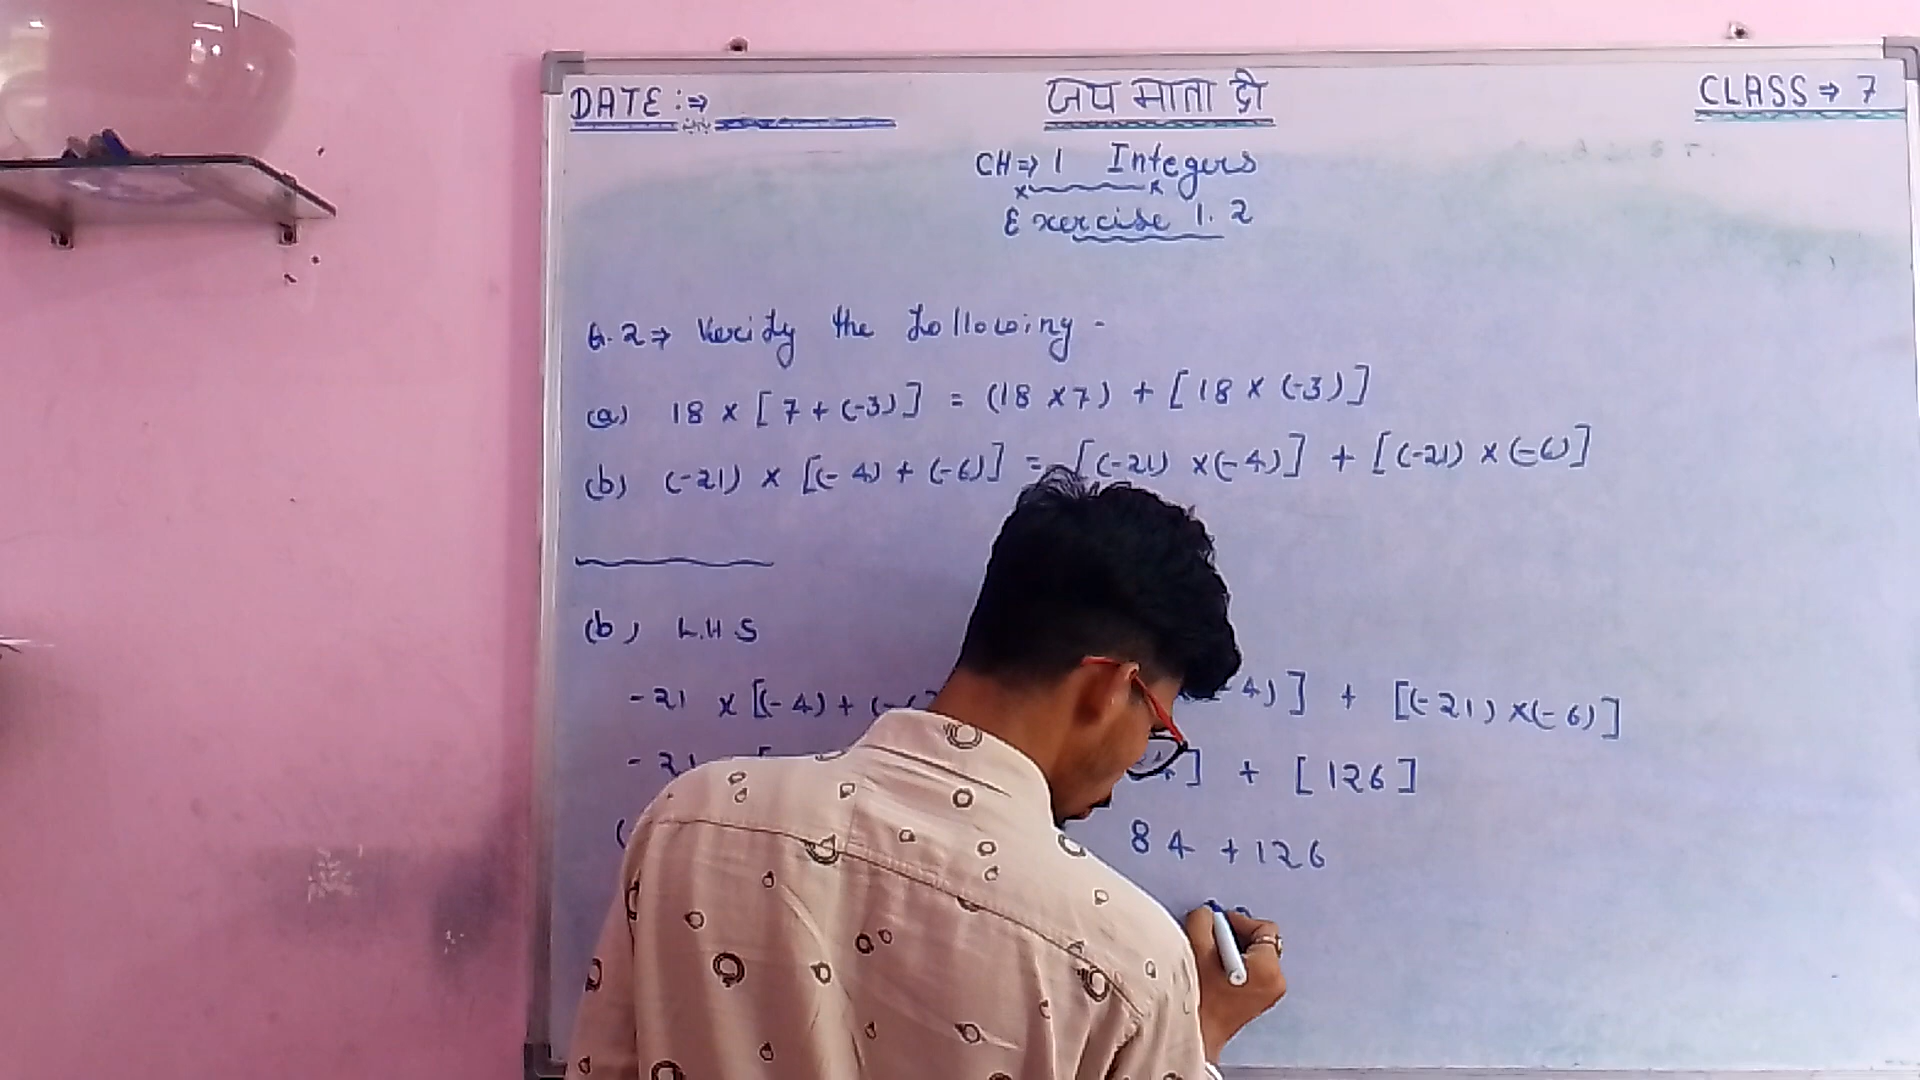 DATE :⇒
जय माता दी
CLASS ⇒ 7
CH ⇒ 1 Integers
Exercise 1.2
Q.2 ⇒ Verify the following -
(a) 18 × [7 + (-3)] = (18 × 7) + [18 × (-3)]
(b) (-21) × [(-4) + (-6)] = [(-21) × (-4)] + [(-21) × (-6)]
(b) L.H.S
-21 × [(-4) + (-
4)] + [(-21) × (-6)]
-21
] + [126]
84 + 126